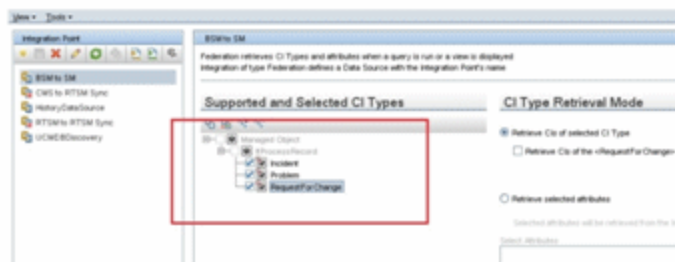 View Tools
Integration Point
BSM to SM
CMS to RTSM Sync
HistoryDataSource
RTSM to RTSM Sync
UCMDBDiscovery
BSM to SM
Federation retrieves CI Types and attributes when a query is run or a view is displayed
Integration of type Federation defines a Data Source with the Integration Point's name
Supported and Selected CI Types
Managed Object
ITProcessRecord
Incident
Problem
RequestForChange
CI Type Retrieval Mode
Retrieve CIs of selected CI Type
Retrieve CIs of the <RequestForChange>
Retrieve selected attributes
Selected attributes will be retrieved from the
Select Attributes